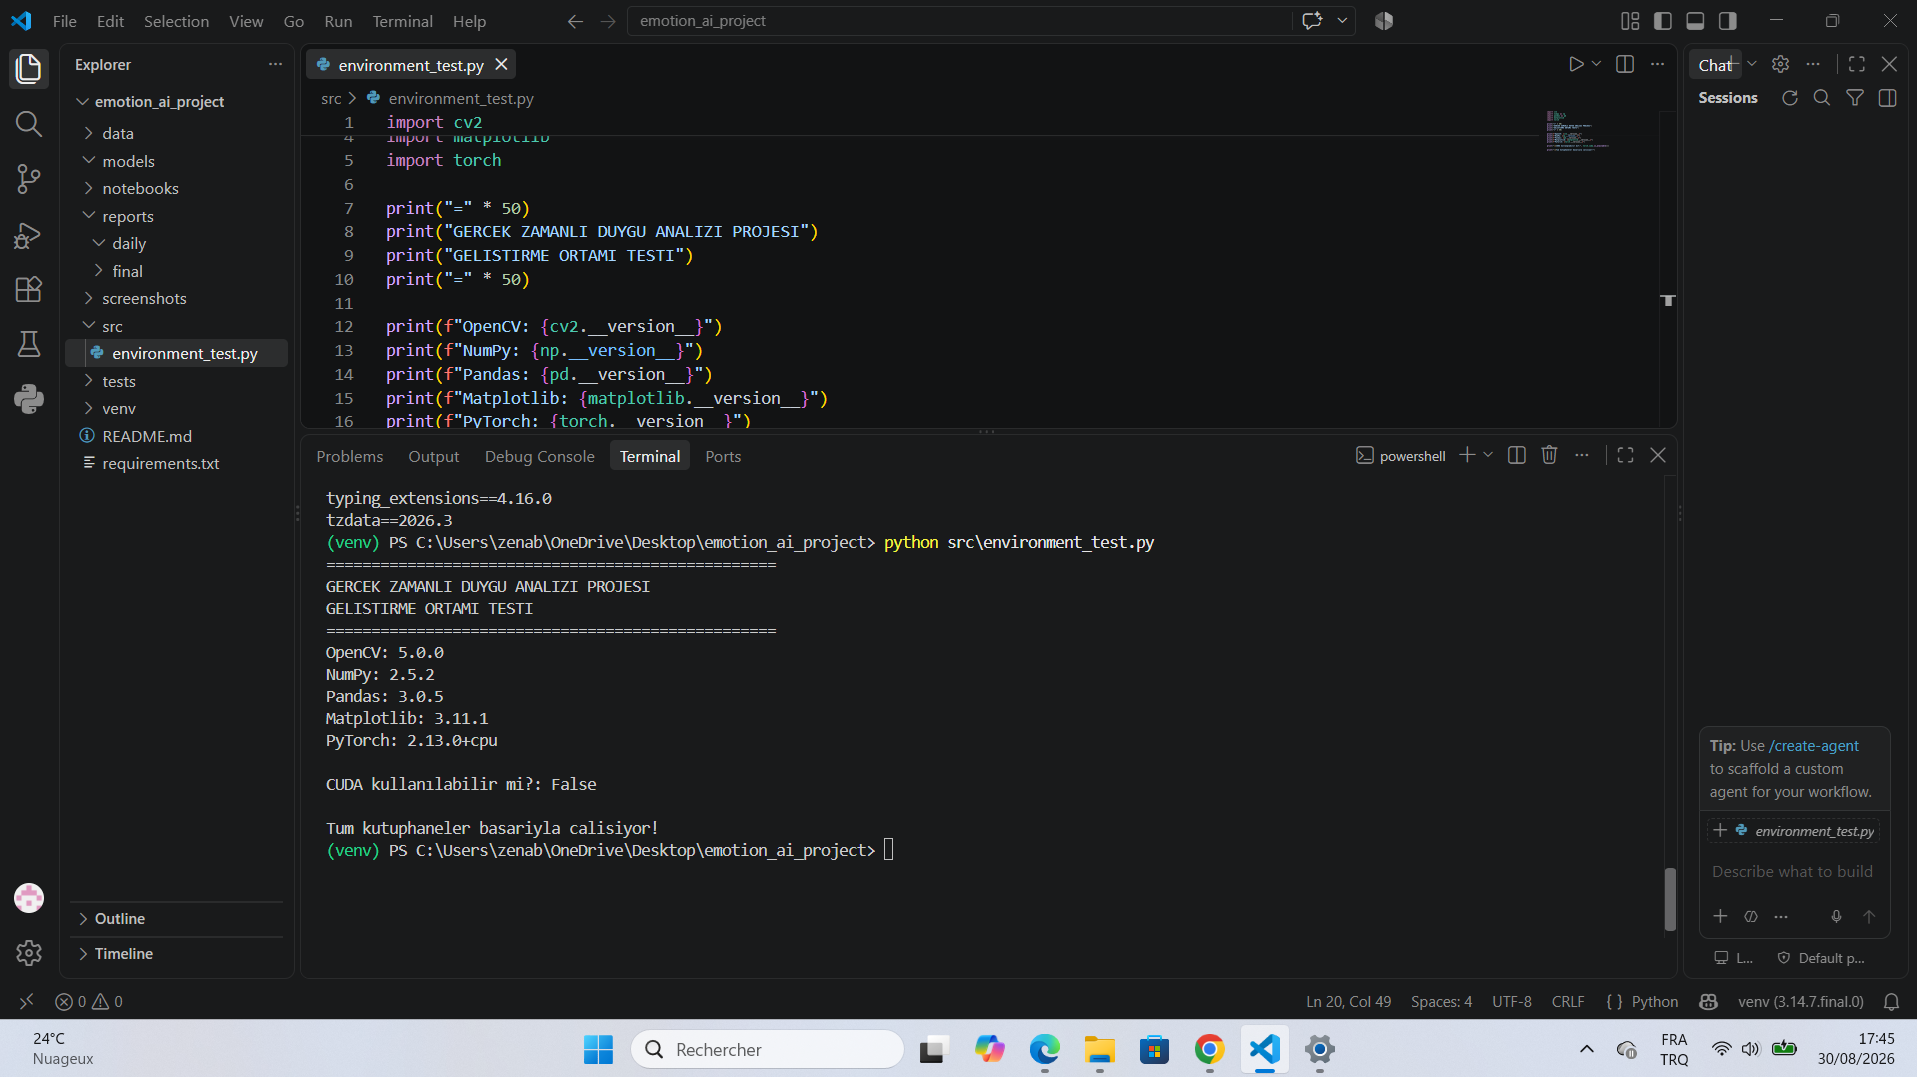 File Edit Selection View Go Run Terminal Help
emotion_ai_project
Explorer
emotion_ai_project
data
models
notebooks
reports
daily
final
screenshots
src
environment_test.py
tests
venv
README.md
requirements.txt
Outline
Timeline
environment_test.py
src > environment_test.py
1 import cv2
4 import matplotlib
5 import torch
6
7 print("=" * 50)
8 print("GERCEK ZAMANLI DUYGU ANALIZI PROJESI")
9 print("GELISTIRME ORTAMI TESTI")
10 print("=" * 50)
11
12 print(f"OpenCV: {cv2.__version__}")
13 print(f"NumPy: {np.__version__}")
14 print(f"Pandas: {pd.__version__}")
15 print(f"Matplotlib: {matplotlib.__version__}")
16 print(f"PyTorch: {torch.__version__}")
Problems Output Debug Console Terminal Ports
powershell
typing_extensions==4.16.0
tzdata==2026.3
(venv) PS C:\Users\zenab\OneDrive\Desktop\emotion_ai_project> python src\environment_test.py
==================================================
GERCEK ZAMANLI DUYGU ANALIZI PROJESI
GELISTIRME ORTAMI TESTI
==================================================
OpenCV: 5.0.0
NumPy: 2.5.2
Pandas: 3.0.5
Matplotlib: 3.11.1
PyTorch: 2.13.0+cpu
CUDA kullanılabilir mi?: False
Tum kutuphaneler basariyla calisiyor!
(venv) PS C:\Users\zenab\OneDrive\Desktop\emotion_ai_project>
Chat
Sessions
Tip: Use /create-agent
to scaffold a custom
agent for your workflow.
environment_test.py
Describe what to build
L... Default p...
0 0
Ln 20, Col 49 Spaces: 4 UTF-8 CRLF { } Python venv (3.14.7.final.0)
24°C
Nuageux
Rechercher
FRA
TRQ
17:45
30/08/2026